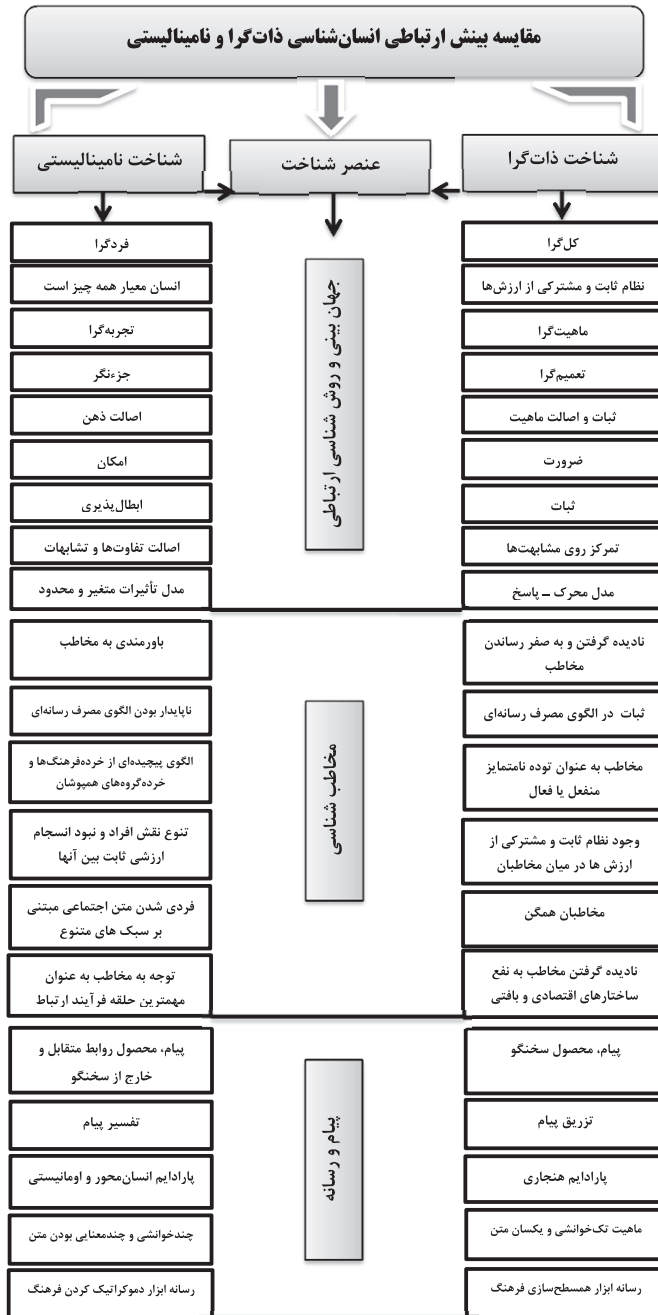 مقایسه بینش ارتباطی انسان‌شناسی ذات‌گرا و نامینالیستی
شناخت ذات‌گرا
عنصر شناخت
شناخت نامینالیستی
جهان بینی و روش شناسی ارتباطی
کل‌گرا
فردگرا
نظام ثابت و مشترکی از ارزش‌ها
انسان معیار همه چیز است
ماهیت‌گرا
تجربه‌گرا
تعمیم‌گرا
جزءنگر
ثبات و اصالت ماهیت
اصالت ذهن
ضرورت
امکان
ثبات
ابطال‌پذیری
تمرکز روی مشابهت‌ها
اصالت تفاوت‌ها و تشابهات
مدل محرک ـ پاسخ
مدل تأثیرات متغیر و محدود
مخاطب شناسی
نادیده گرفتن و به صفر رساندن
مخاطب
باورمندی به مخاطب
ثبات در الگوی مصرف رسانه‌ای
ناپایدار بودن الگوی مصرف رسانه‌ای
مخاطب به عنوان توده نامتمایز
منفعل یا فعال
الگوی پیچیده‌ای از خرده‌فرهنگ‌ها و
خرده‌گروه‌های همپوشان
وجود نظام ثابت و مشترکی از
ارزش ها در میان مخاطبان
تنوع نقش افراد و نبود انسجام
ارزشی ثابت بین آنها
مخاطبان همگن
فردی شدن متن اجتماعی مبتنی
بر سبک های متنوع
نادیده گرفتن مخاطب به نفع
ساختارهای اقتصادی و بافتی
توجه به مخاطب به عنوان
مهمترین حلقه فرآیند ارتباط
پیام و رسانه
پیام، محصول سخنگو
پیام، محصول روابط متقابل و
خارج از سخنگو
تزریق پیام
تفسیر پیام
پارادایم هنجاری
پارادایم انسان‌محور و اومانیستی
ماهیت تک‌خوانشی و یکسان متن
چندخوانشی و چندمعنایی بودن متن
رسانه ابزار همسطح‌سازی فرهنگ
رسانه ابزار دموکراتیک کردن فرهنگ